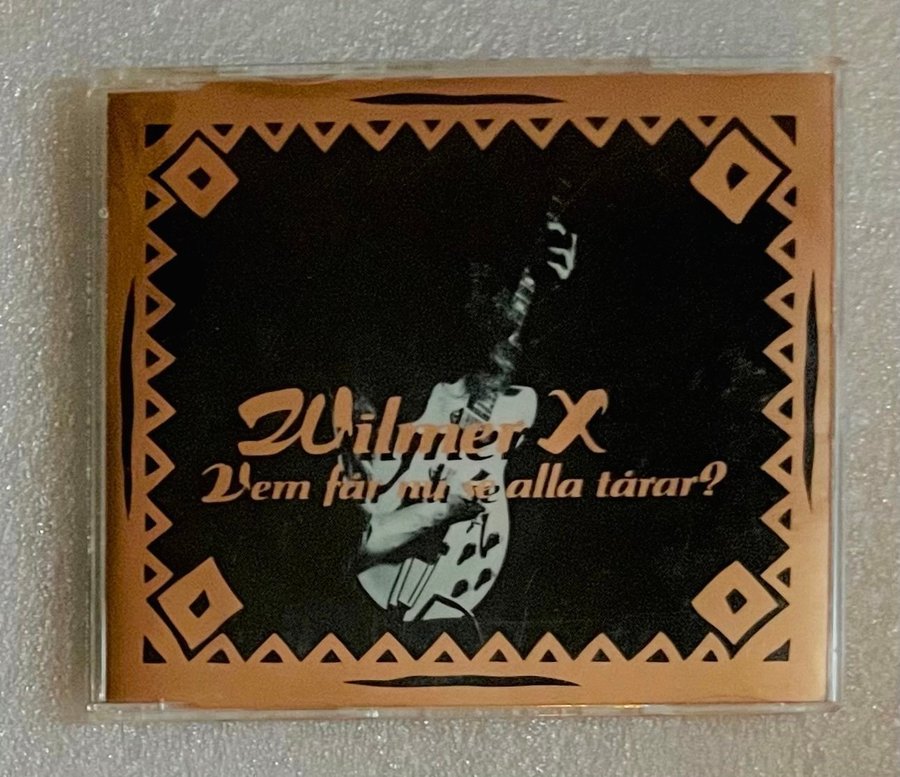 Wilmer X
Vem får nu se alla tårar?